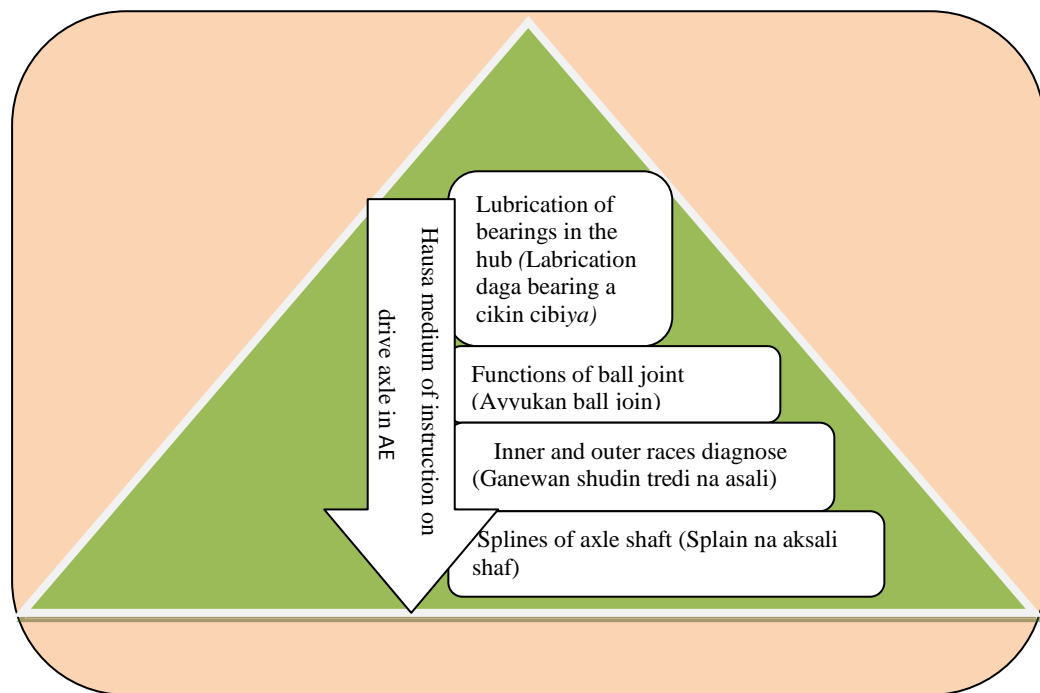 Hausa medium of instruction on
drive axle in AE
Lubrication of
bearings in the
hub (Labrication
daga bearing a
cikin cibiya)
Functions of ball joint
(Ayyukan ball join)
Inner and outer races diagnose
(Ganewan shudin tredi na asali)
Splines of axle shaft (Splain na aksali
shaf)